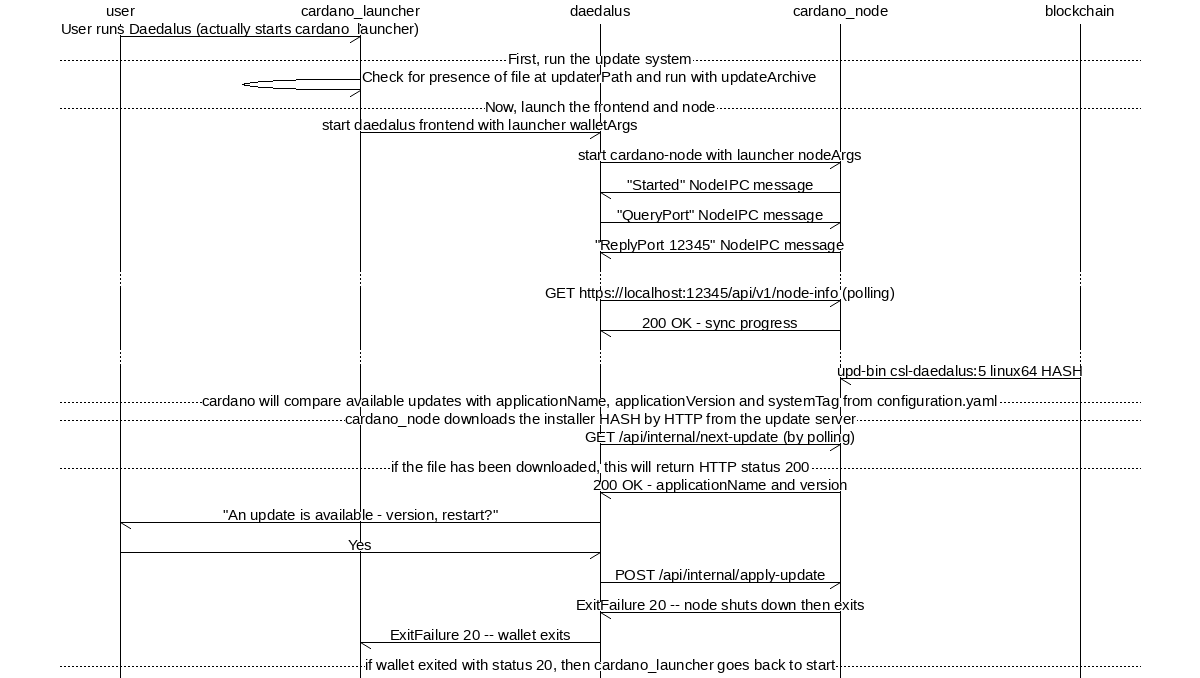 user cardano_launcher daedalus cardano_node blockchain
User runs Daedalus (actually starts cardano_launcher)
First, run the update system
Check for presence of file at updaterPath and run with updateArchive
Now, launch the frontend and node
start daedalus frontend with launcher walletArgs
start cardano-node with launcher nodeArgs
"Started" NodeIPC message
"QueryPort" NodeIPC message
"ReplyPort 12345" NodeIPC message
GET https://localhost:12345/api/v1/node-info (polling)
200 OK - sync progress
upd-bin csl-daedalus:5 linux64 HASH
cardano will compare available updates with applicationName, applicationVersion and systemTag from configuration.yaml
cardano_node downloads the installer HASH by HTTP from the update server
GET /api/internal/next-update (by polling)
if the file has been downloaded, this will return HTTP status 200
200 OK - applicationName and version
"An update is available - version, restart?"
Yes
POST /api/internal/apply-update
ExitFailure 20 -- node shuts down then exits
ExitFailure 20 -- wallet exits
if wallet exited with status 20, then cardano_launcher goes back to start